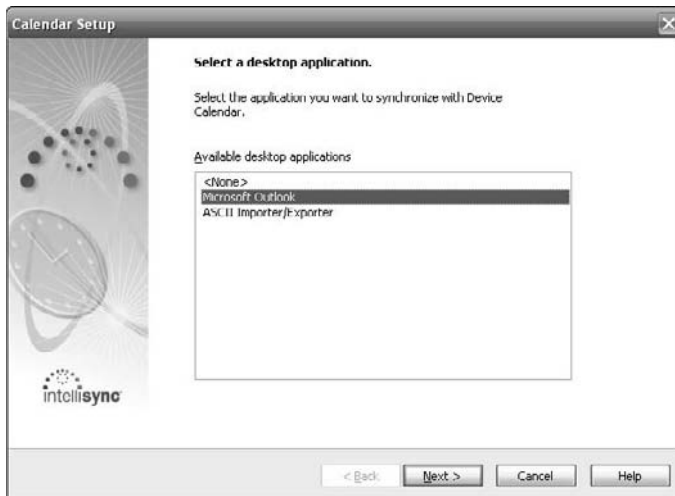 Calendar Setup
Select a desktop application.
Select the application you want to synchronize with Device
Calendar.
Available desktop applications
<None>
Microsoft Outlook
ASCII Importer/Exporter
intellisync
< Back
Next >
Cancel
Help